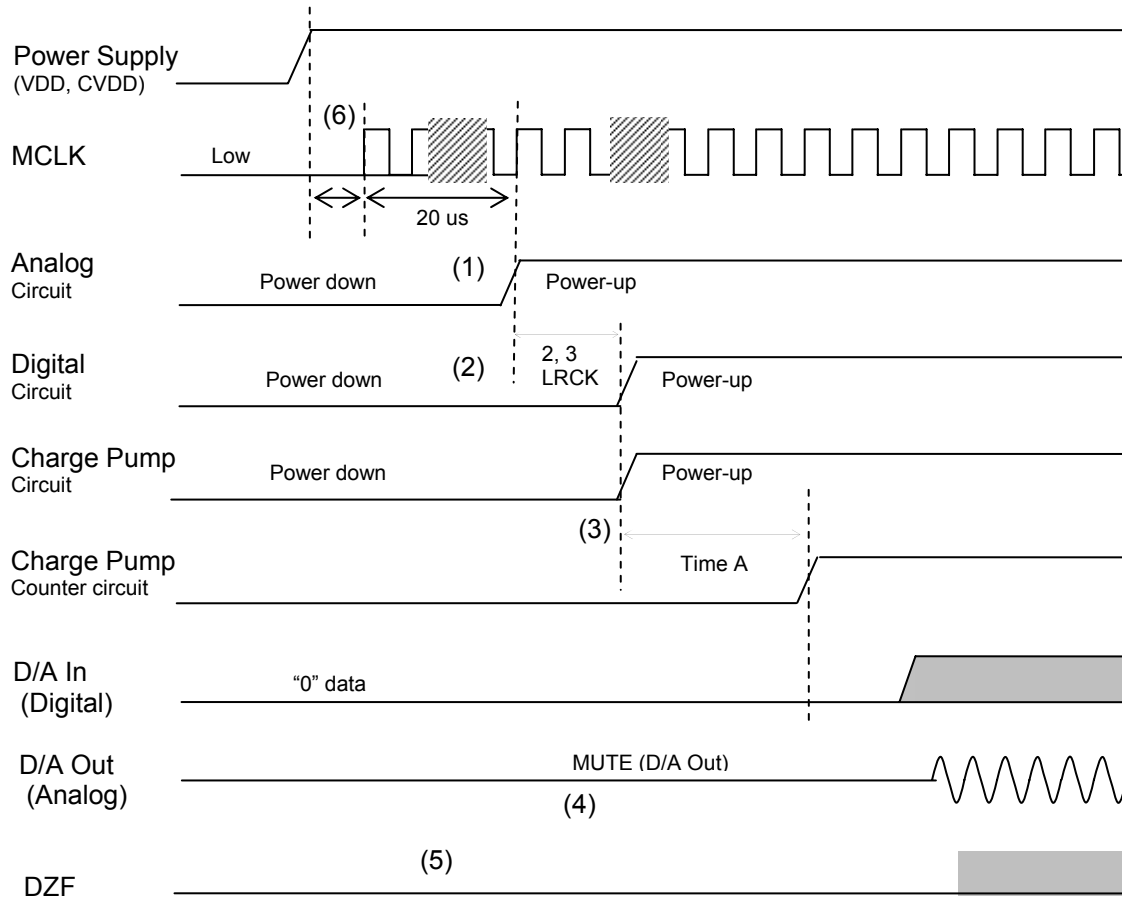 Power Supply
(VDD, CVDD)
(6)
MCLK
Low
20 us
Analog
Circuit
Power down
(1)
Power-up
Digital
Circuit
Power down
(2)
2, 3
LRCK
Power-up
Charge Pump
Circuit
Power down
Power-up
(3)
Charge Pump
Counter circuit
Time A
D/A In
(Digital)
“0” data
D/A Out
(Analog)
MUTE (D/A Out)
(4)
(5)
DZF